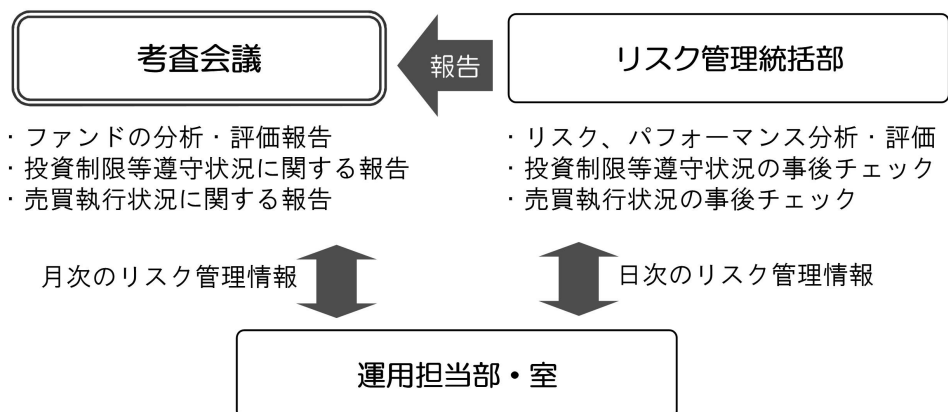 考査会議
報告
リスク管理統括部
・ファンドの分析・評価報告
・投資制限等遵守状況に関する報告
・売買執行状況に関する報告
・リスク、パフォーマンス分析・評価
・投資制限等遵守状況の事後チェック
・売買執行状況の事後チェック
月次のリスク管理情報
日次のリスク管理情報
運用担当部・室